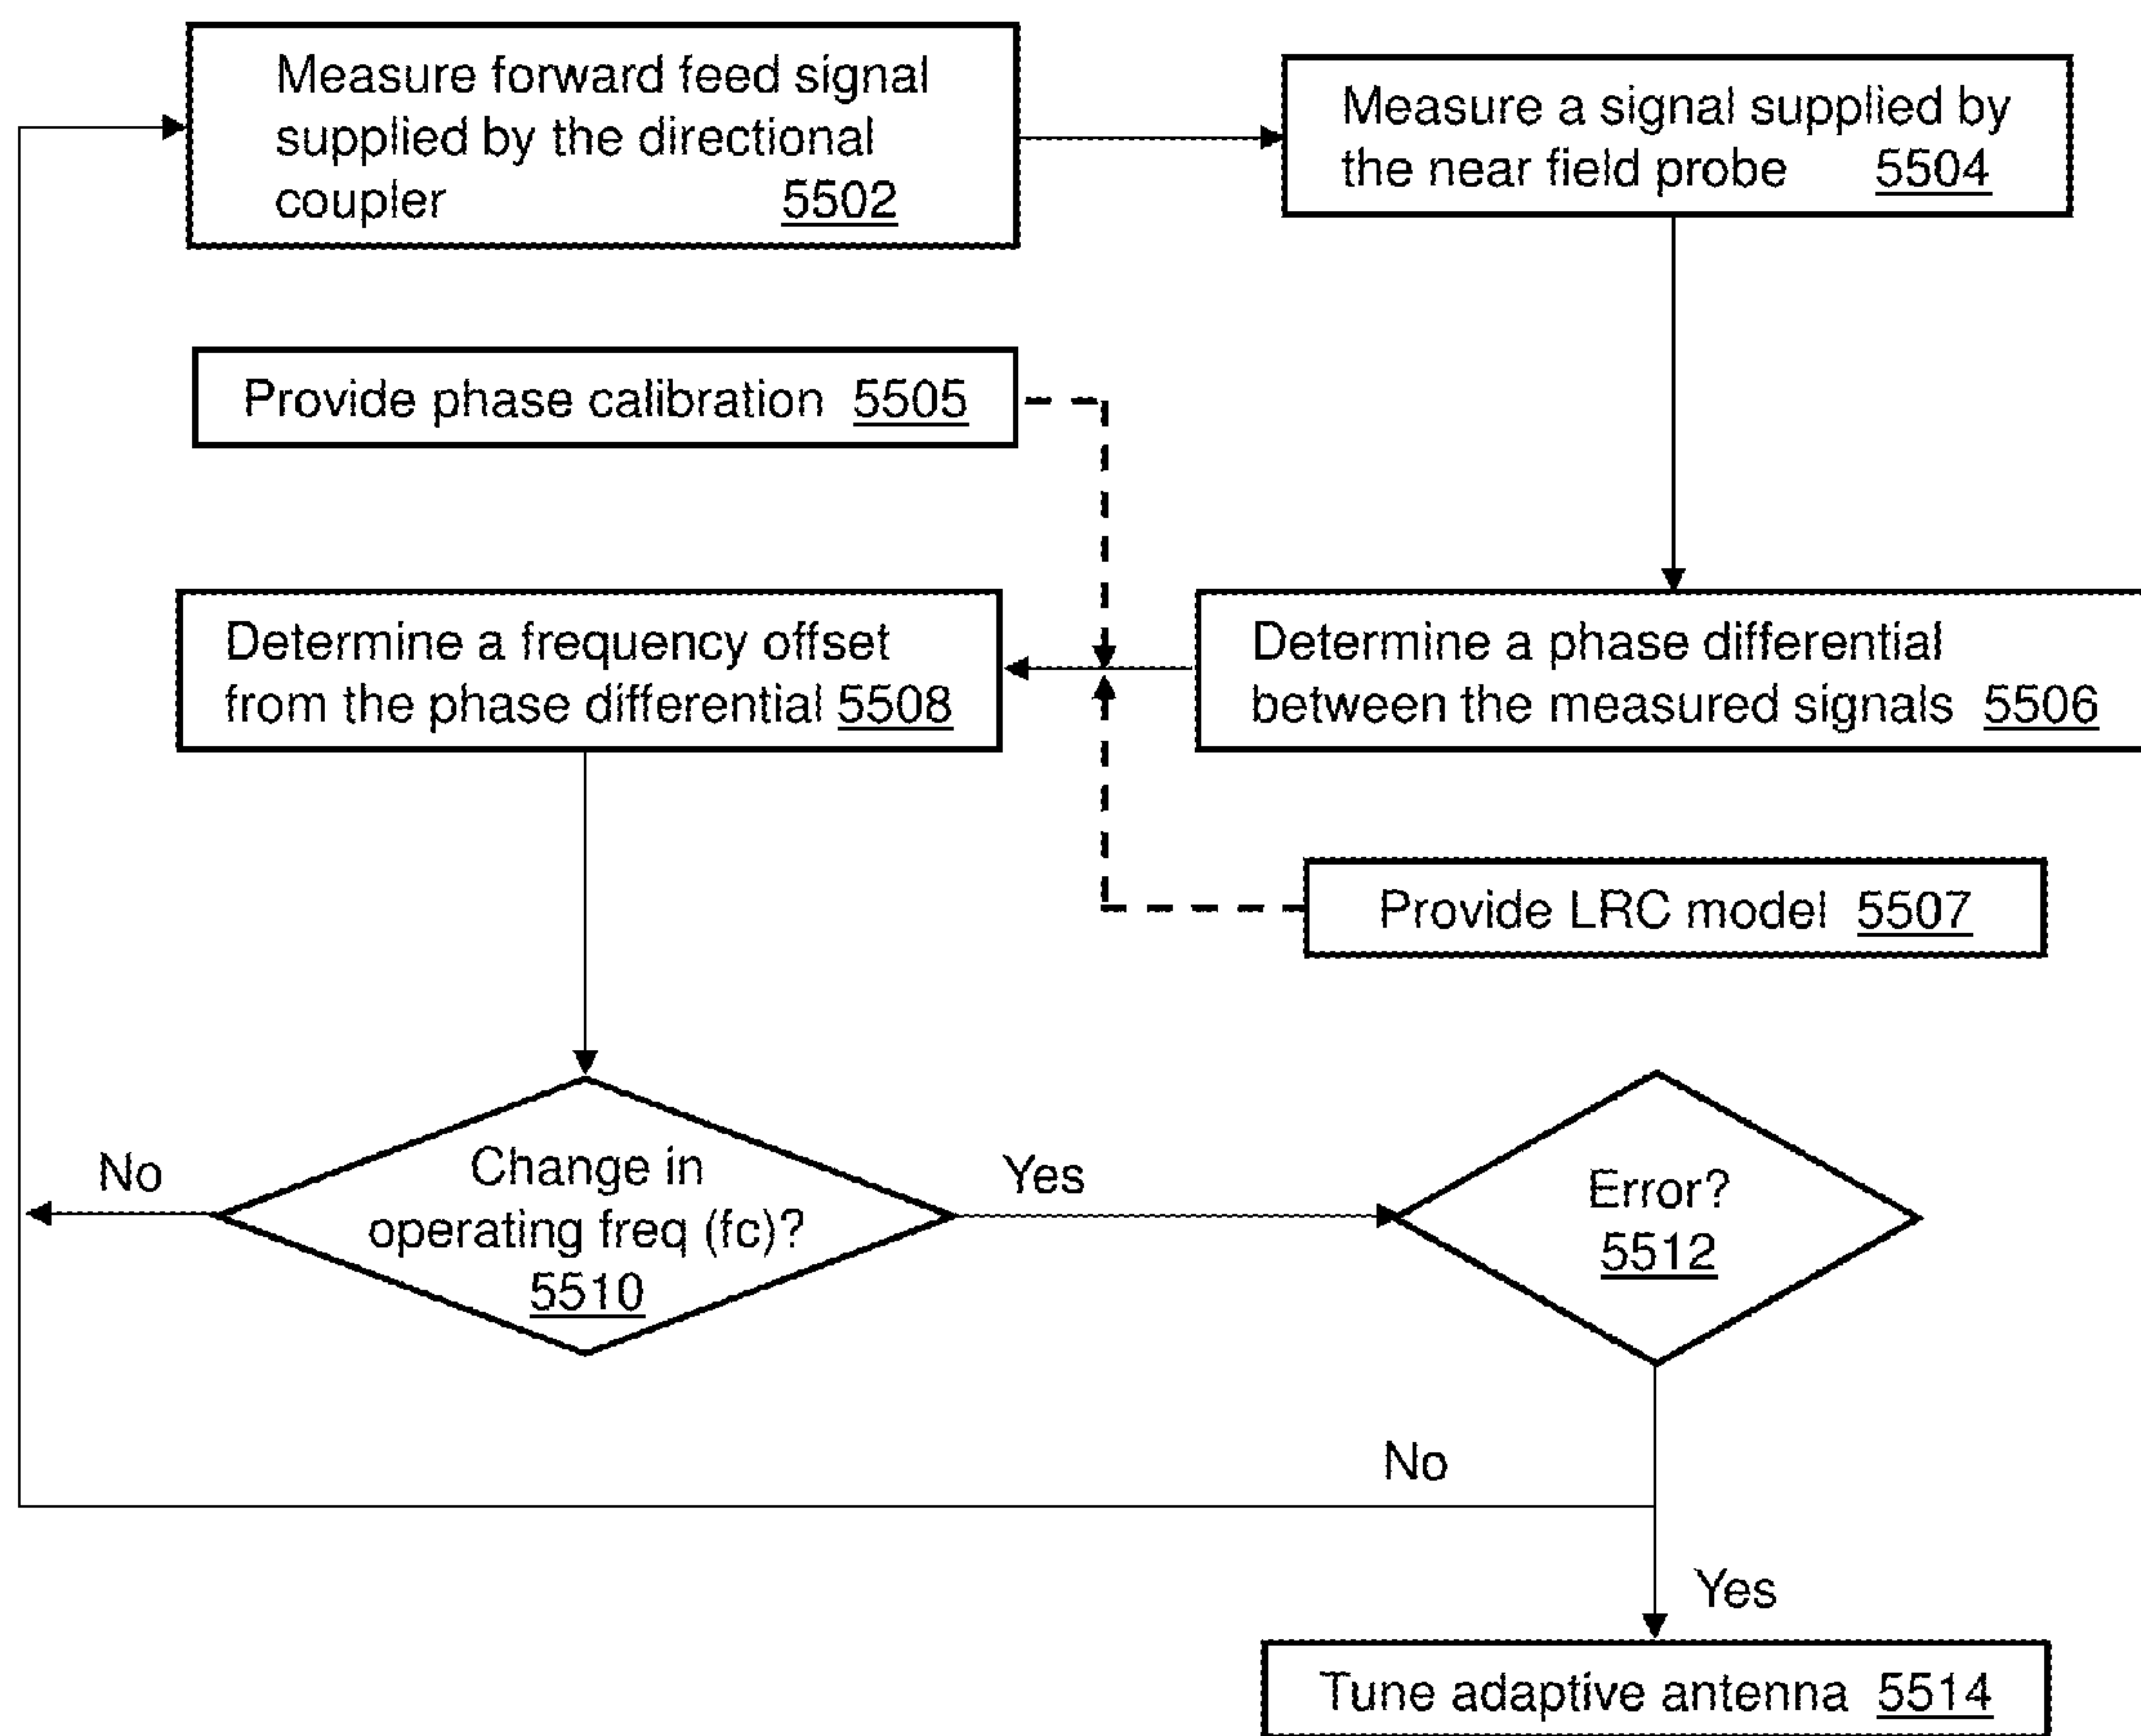 Measure forward feed signal
supplied by the directional
coupler 5502
Measure a signal supplied by
the near field probe 5504
Provide phase calibration 5505
Determine a frequency offset
from the phase differential 5508
Determine a phase differential
between the measured signals 5506
Provide LRC model 5507
No
Change in
operating freq (fc)?
5510
Yes
Error?
5512
No
Yes
Tune adaptive antenna 5514